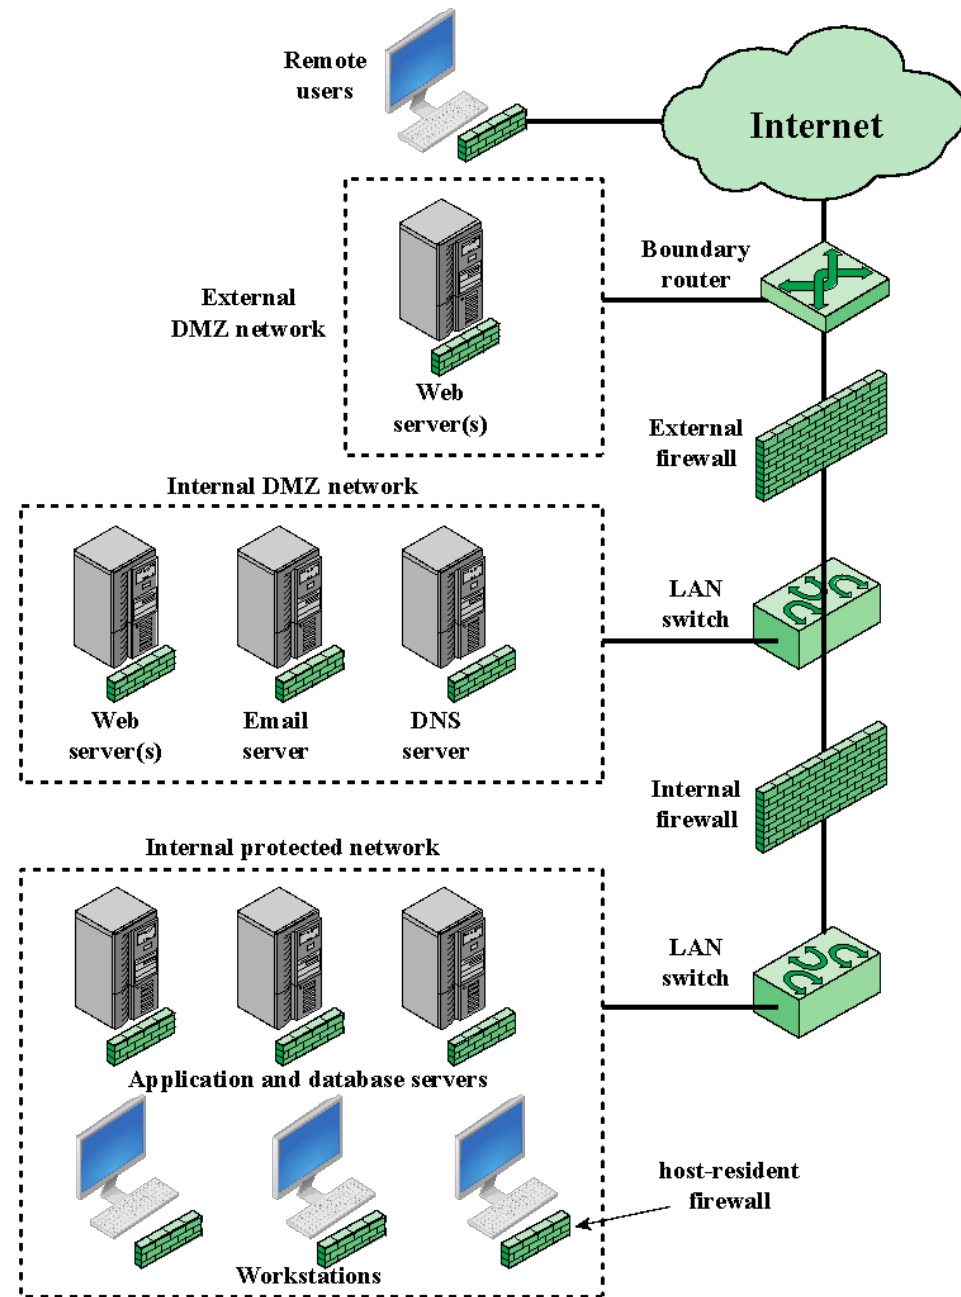 Remote
users
Internet
Boundary
router
External
DMZ network
Web
server(s)
External
firewall
Internal DMZ network
LAN
switch
Web
server(s)
Email
server
DNS
server
Internal
firewall
Internal protected network
LAN
switch
Application and database servers
host-resident
firewall
Workstations